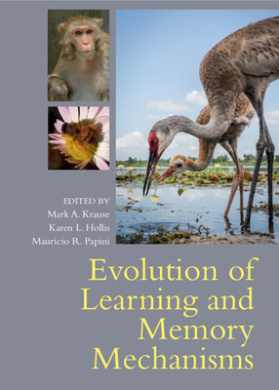 EDITED BY
Mark A. Krause
Karen L. Hollis
Mauricio R. Papini
Evolution of
Learning and
Memory
Mechanisms